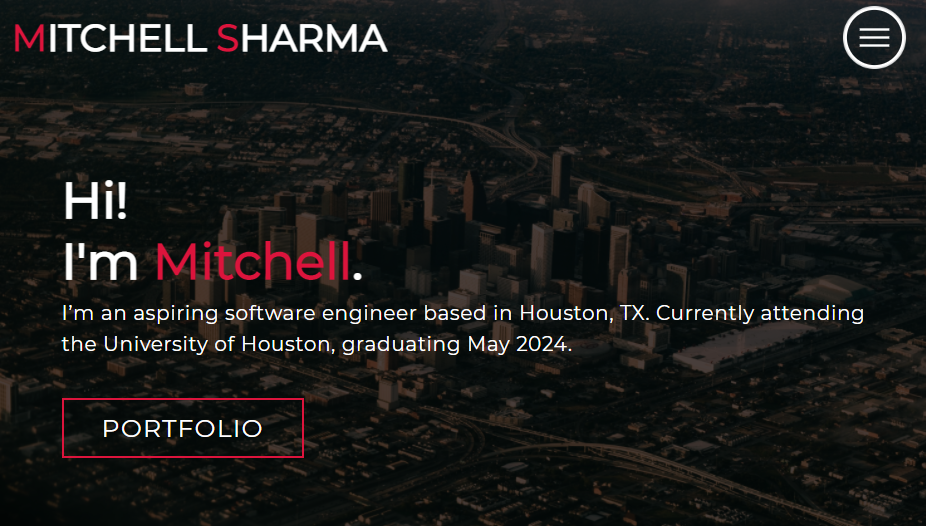 MITCHELL SHARMA
Hi!
I'm Mitchell.
I’m an aspiring software engineer based in Houston, TX. Currently attending
the University of Houston, graduating May 2024.
PORTFOLIO